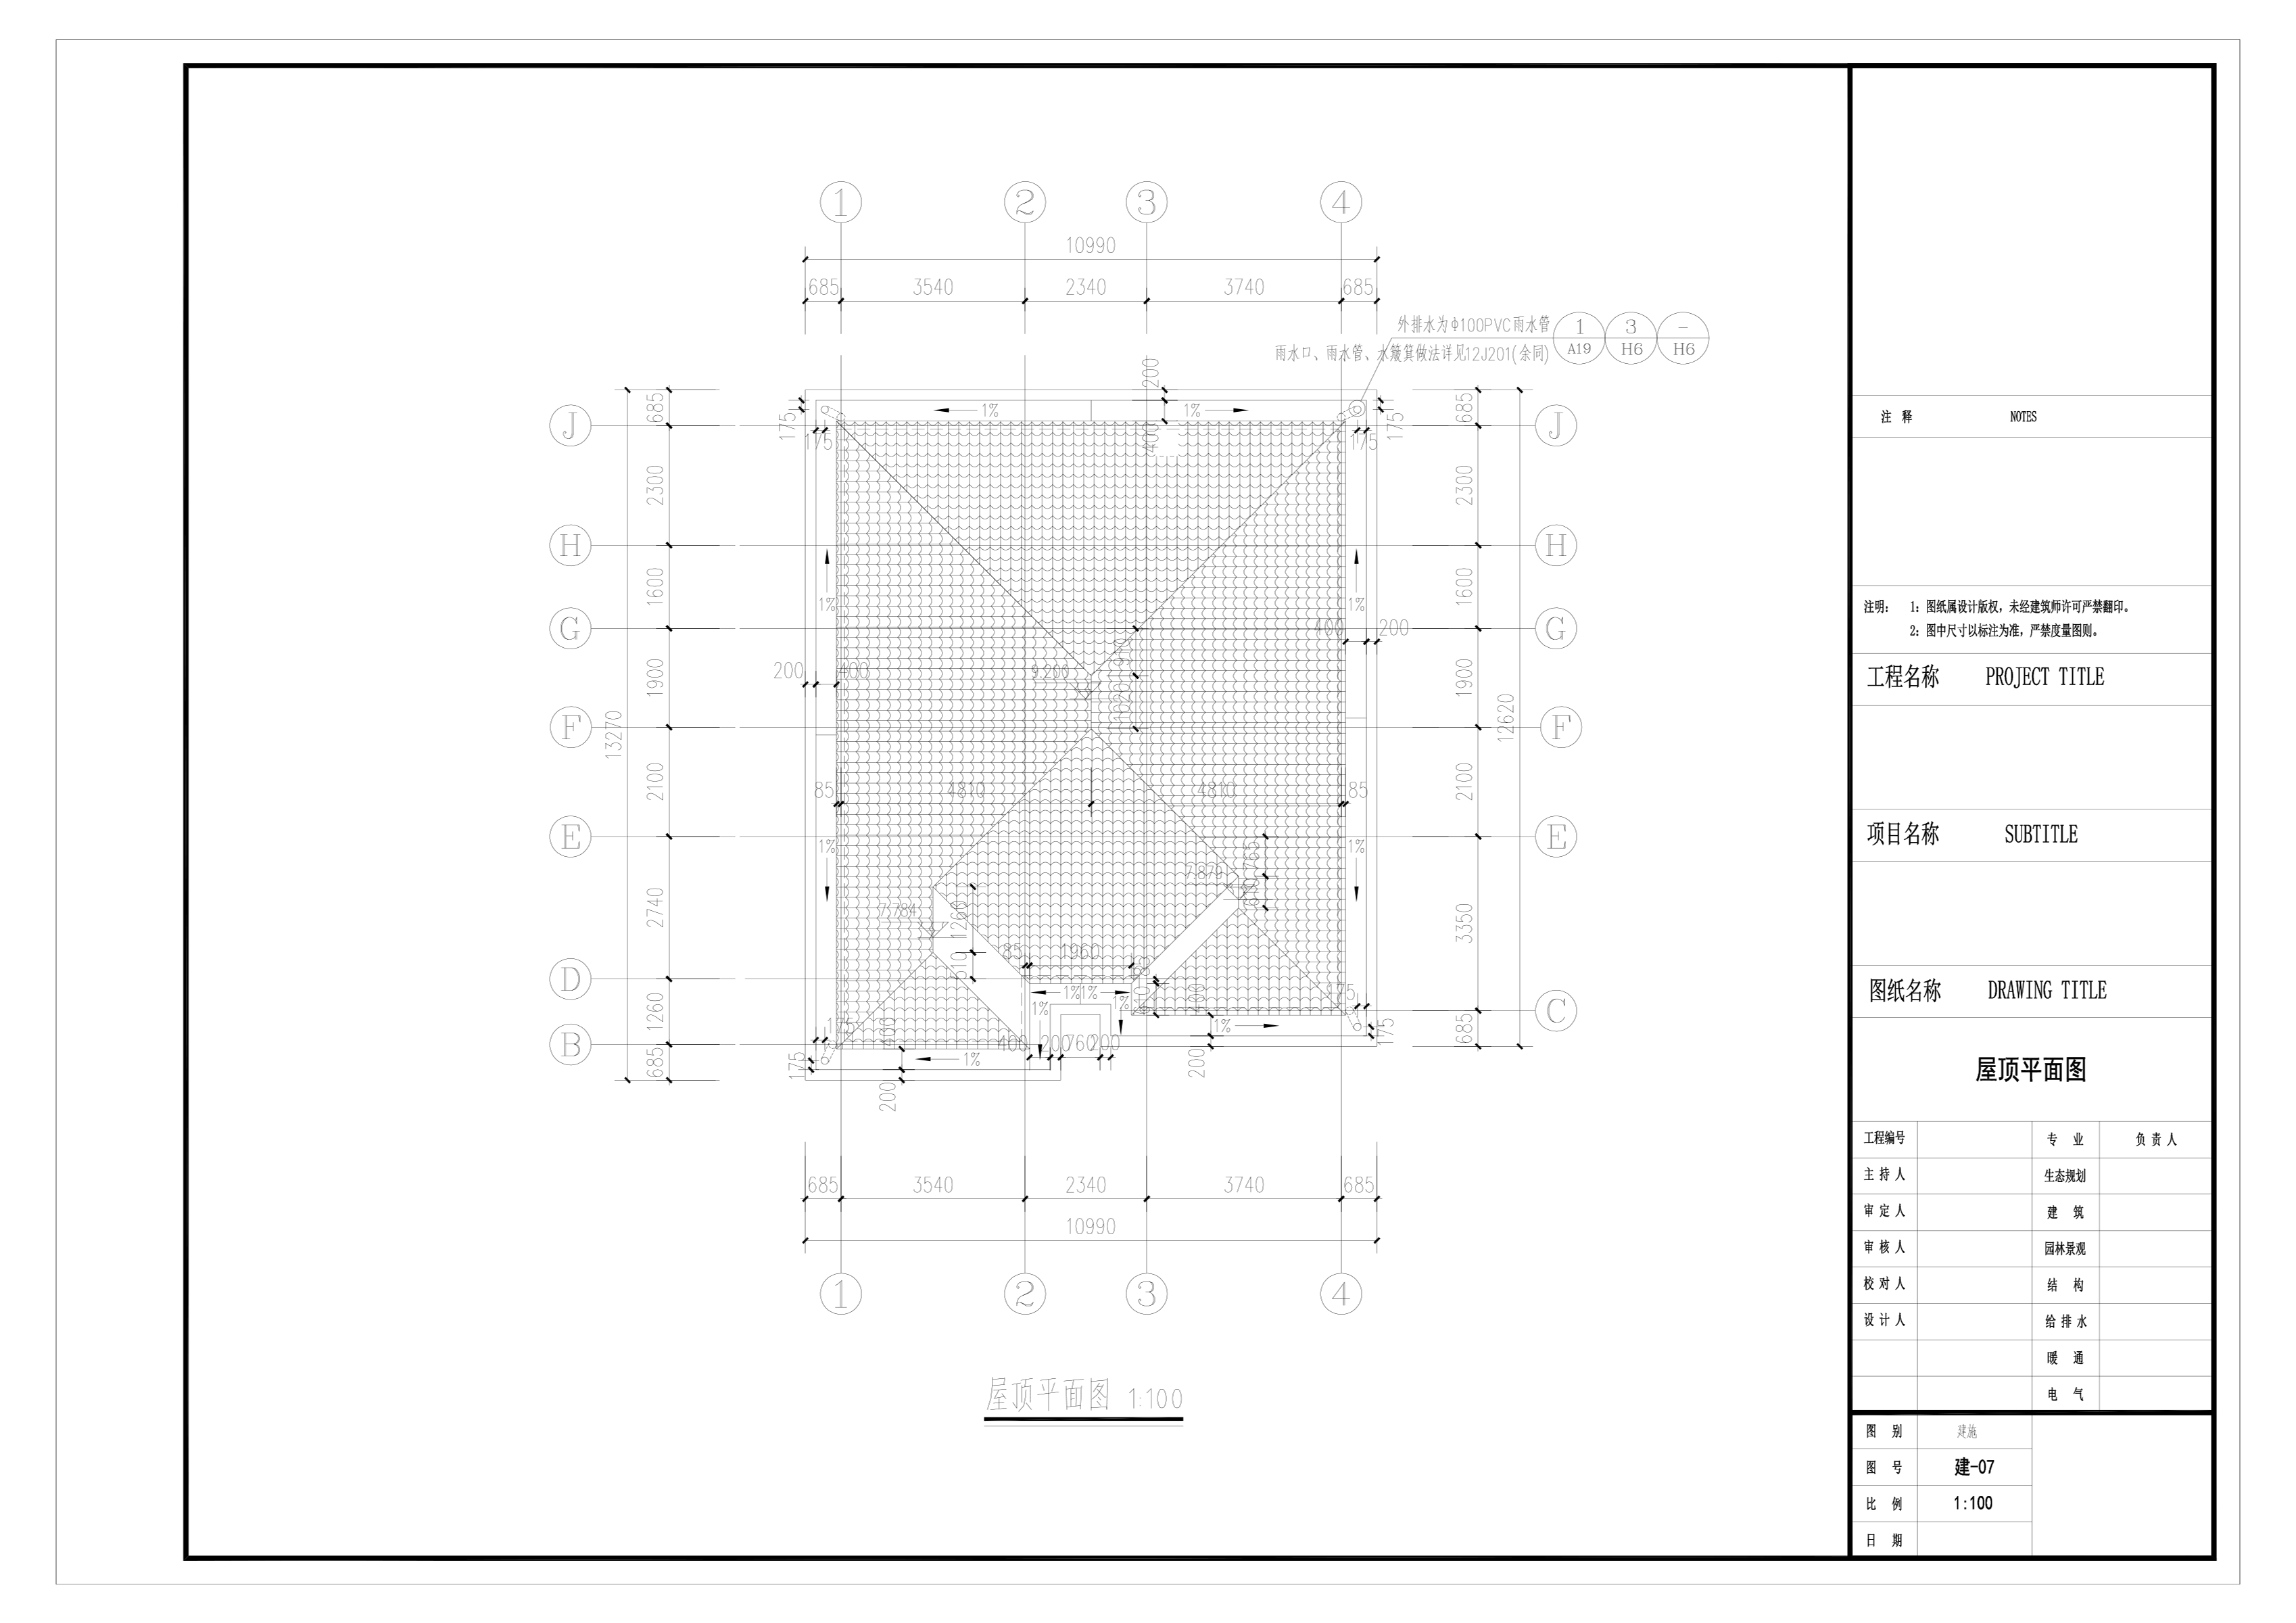 1 2 3 4
10990
685 3540 2340 3740 685
外排水为Φ100PVC雨水管
雨水口、雨水管、水簸箕做法详见12J201(余同)
1 3 -
A19 H6 H6
200
J 685 175 1% 1% 175 685 J
175 400 175
2300 2300
H H
1600 1% 1% 1600
G 400 200 G
1900 200 400 9.200 910 1020 1900
F 13270 12620 F
2100 85 4810 4810 85 2100
E 1% 1% E
765
7.879
2740 7.784 1260 3350
510 85 1960
D 1% 1% D
1260 1% 1% 175 C
B 175 400 400 200 760 200 1% 175 685
685 175 1% 200
200
685 3540 2340 3740 685
10990
1 2 3 4
屋顶平面图 1:100
注 释 NOTES
注明: 1: 图纸属设计版权, 未经建筑师许可严禁翻印。
2: 图中尺寸以标注为准, 严禁度量图则。
工程名称 PROJECT TITLE
项目名称 SUBTITLE
图纸名称 DRAWING TITLE
屋顶平面图
工程编号 专 业 负 责 人
主 持 人 生态规划
审 定 人 建 筑
审 核 人 园林景观
校 对 人 结 构
设 计 人 给 排 水
暖 通
电 气
图 别 建施
图 号 建-07
比 例 1:100
日 期